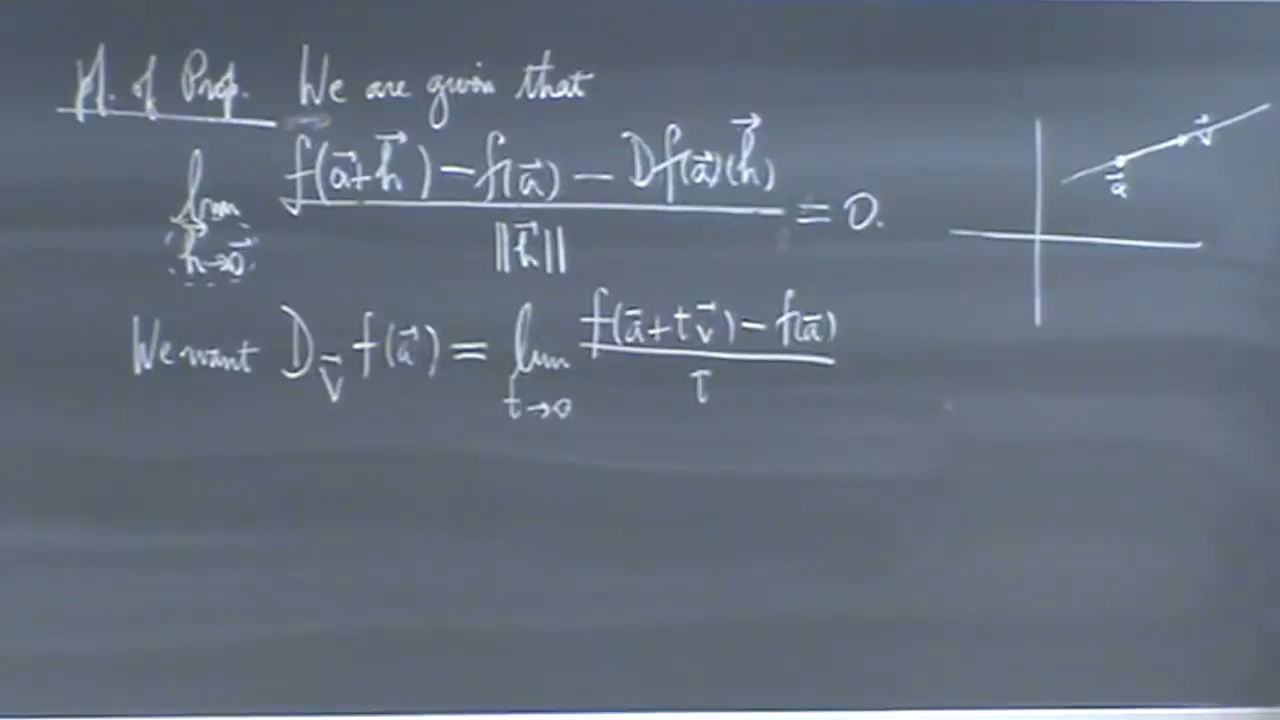 Pf. of Prop. We are given that
lim h→0⃗ f(a⃗+h⃗)−f(a⃗)−Df(a⃗)(h⃗) / ||h⃗|| = 0.
We want D_v⃗ f(a⃗) = lim t→0 f(a⃗+tv⃗)−f(a⃗) / t
v⃗
a⃗